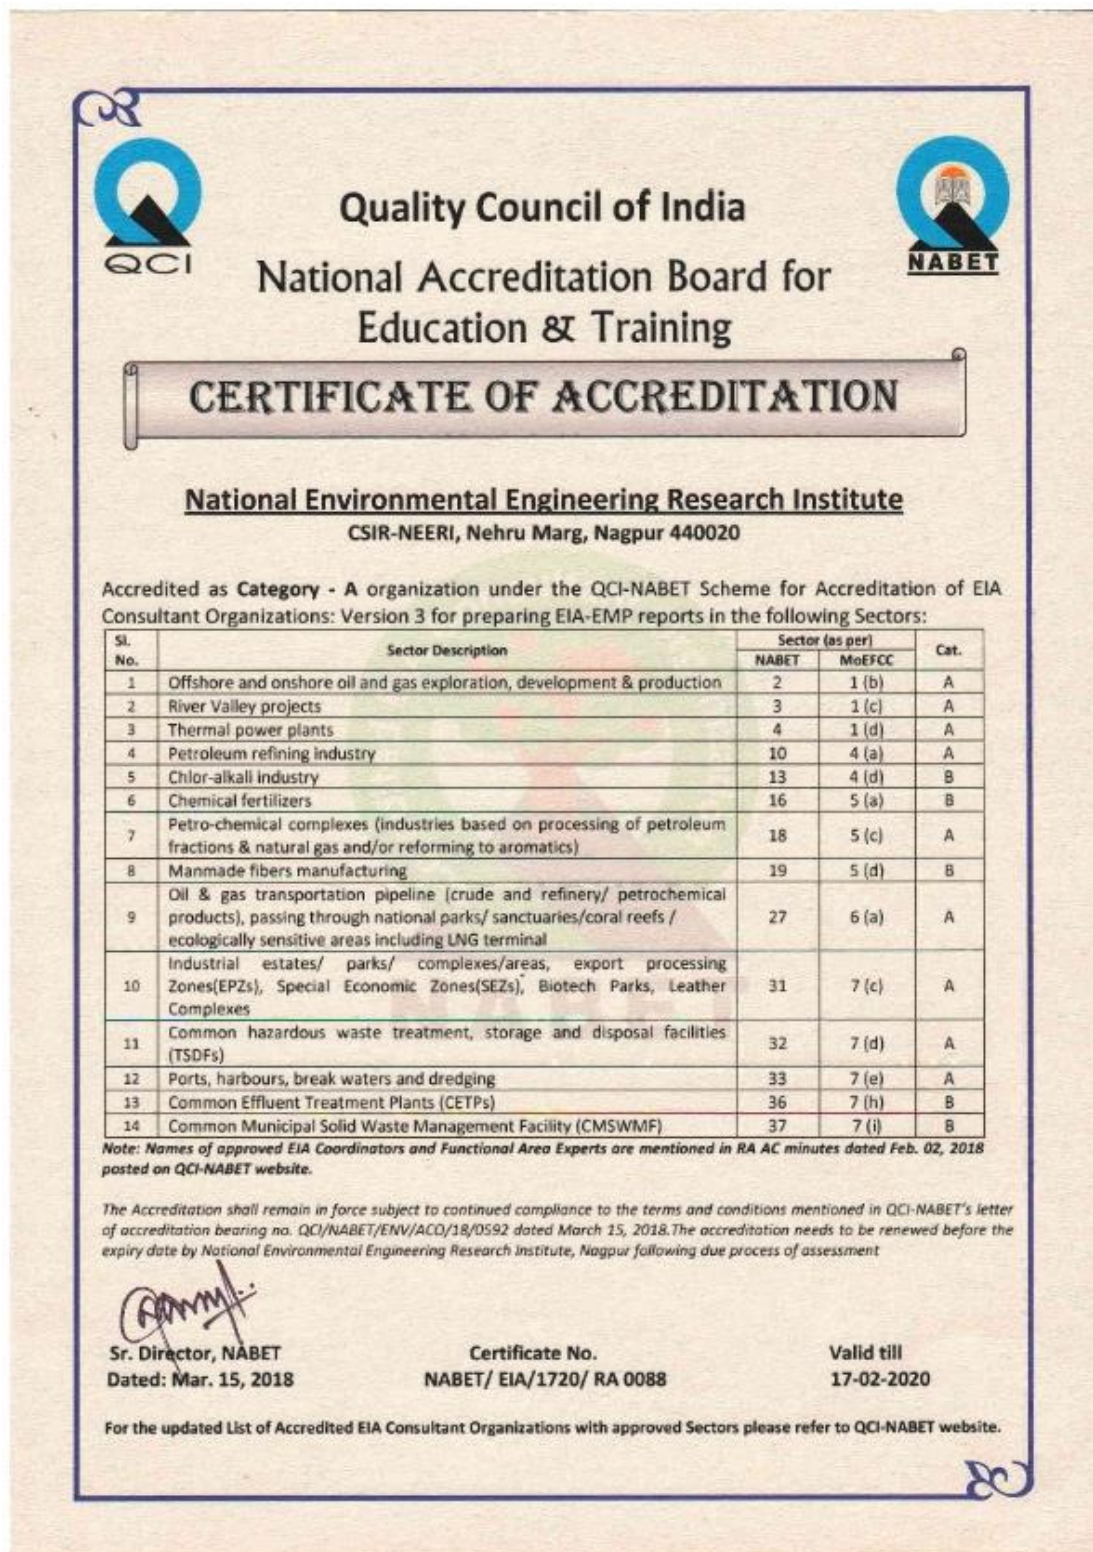 QCI
NABET
Quality Council of India
National Accreditation Board for
Education & Training
CERTIFICATE OF ACCREDITATION
National Environmental Engineering Research Institute
CSIR-NEERI, Nehru Marg, Nagpur 440020
Accredited as Category - A organization under the QCI-NABET Scheme for Accreditation of EIA
Consultant Organizations: Version 3 for preparing EIA-EMP reports in the following Sectors:
Sl. No. Sector Description Sector (as per) Cat.
NABET MoEFCC
1 Offshore and onshore oil and gas exploration, development & production 2 1 (b) A
2 River Valley projects 3 1 (c) A
3 Thermal power plants 4 1 (d) A
4 Petroleum refining industry 10 4 (a) A
5 Chlor-alkali industry 13 4 (d) B
6 Chemical fertilizers 16 5 (a) B
7 Petro-chemical complexes (industries based on processing of petroleum
fractions & natural gas and/or reforming to aromatics) 18 5 (c) A
8 Manmade fibers manufacturing 19 5 (d) B
9 Oil & gas transportation pipeline (crude and refinery/ petrochemical
products), passing through national parks/ sanctuaries/coral reefs /
ecologically sensitive areas including LNG terminal 27 6 (a) A
10 Industrial estates/ parks/ complexes/areas, export processing
Zones(EPZs), Special Economic Zones(SEZs), Biotech Parks, Leather
Complexes 31 7 (c) A
11 Common hazardous waste treatment, storage and disposal facilities
(TSDFs) 32 7 (d) A
12 Ports, harbours, break waters and dredging 33 7 (e) A
13 Common Effluent Treatment Plants (CETPs) 36 7 (h) B
14 Common Municipal Solid Waste Management Facility (CMSWMF) 37 7 (i) B
Note: Names of approved EIA Coordinators and Functional Area Experts are mentioned in RA AC minutes dated Feb. 02, 2018
posted on QCI-NABET website.
The Accreditation shall remain in force subject to continued compliance to the terms and conditions mentioned in QCI-NABET's letter
of accreditation bearing no. QCI/NABET/ENV/ACO/18/0592 dated March 15, 2018.The accreditation needs to be renewed before the
expiry date by National Environmental Engineering Research Institute, Nagpur following due process of assessment
Sr. Director, NABET Certificate No. Valid till
Dated: Mar. 15, 2018 NABET/ EIA/1720/ RA 0088 17-02-2020
For the updated List of Accredited EIA Consultant Organizations with approved Sectors please refer to QCI-NABET website.